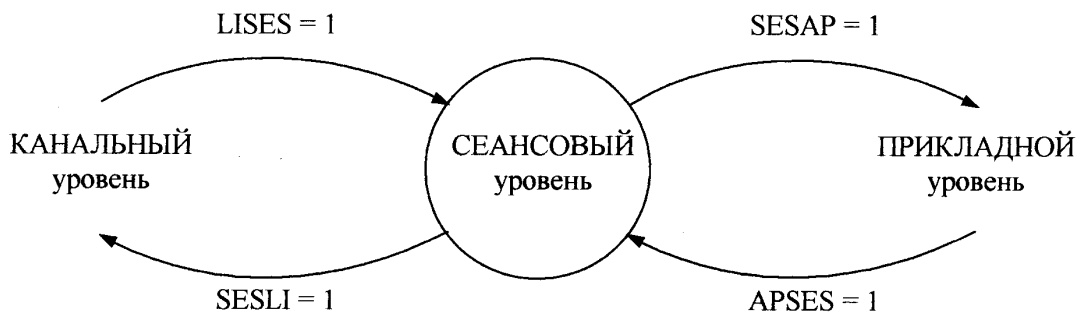 LISES = 1
SESAP = 1
КАНАЛЬНЫЙ
уровень
СЕАНСОВЫЙ
уровень
ПРИКЛАДНОЙ
уровень
SESLI = 1
APSES = 1